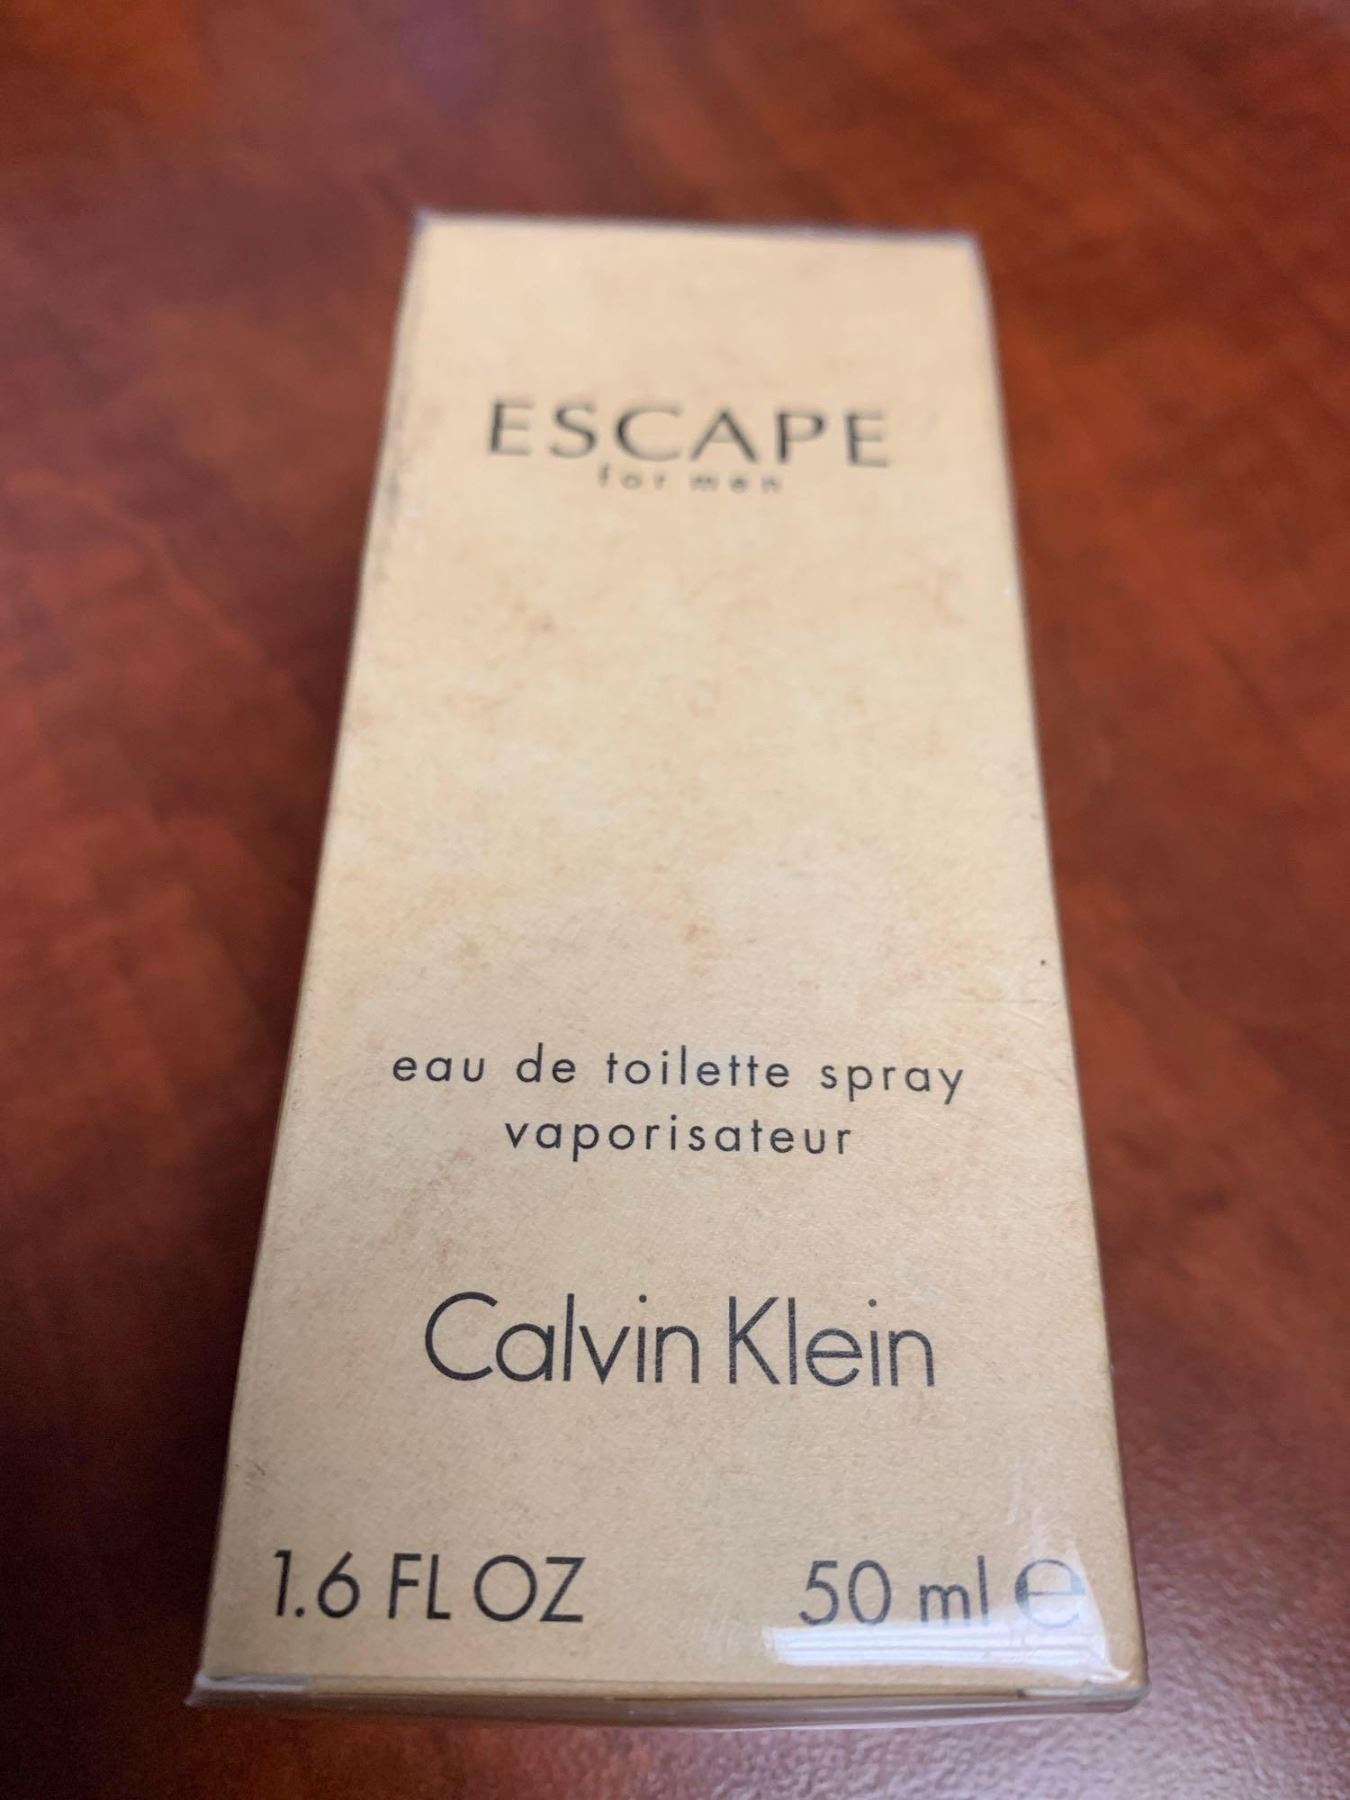 ESCAPE
for men
eau de toilette spray
vaporisateur
Calvin Klein
1.6 FL OZ 50 ml ℮